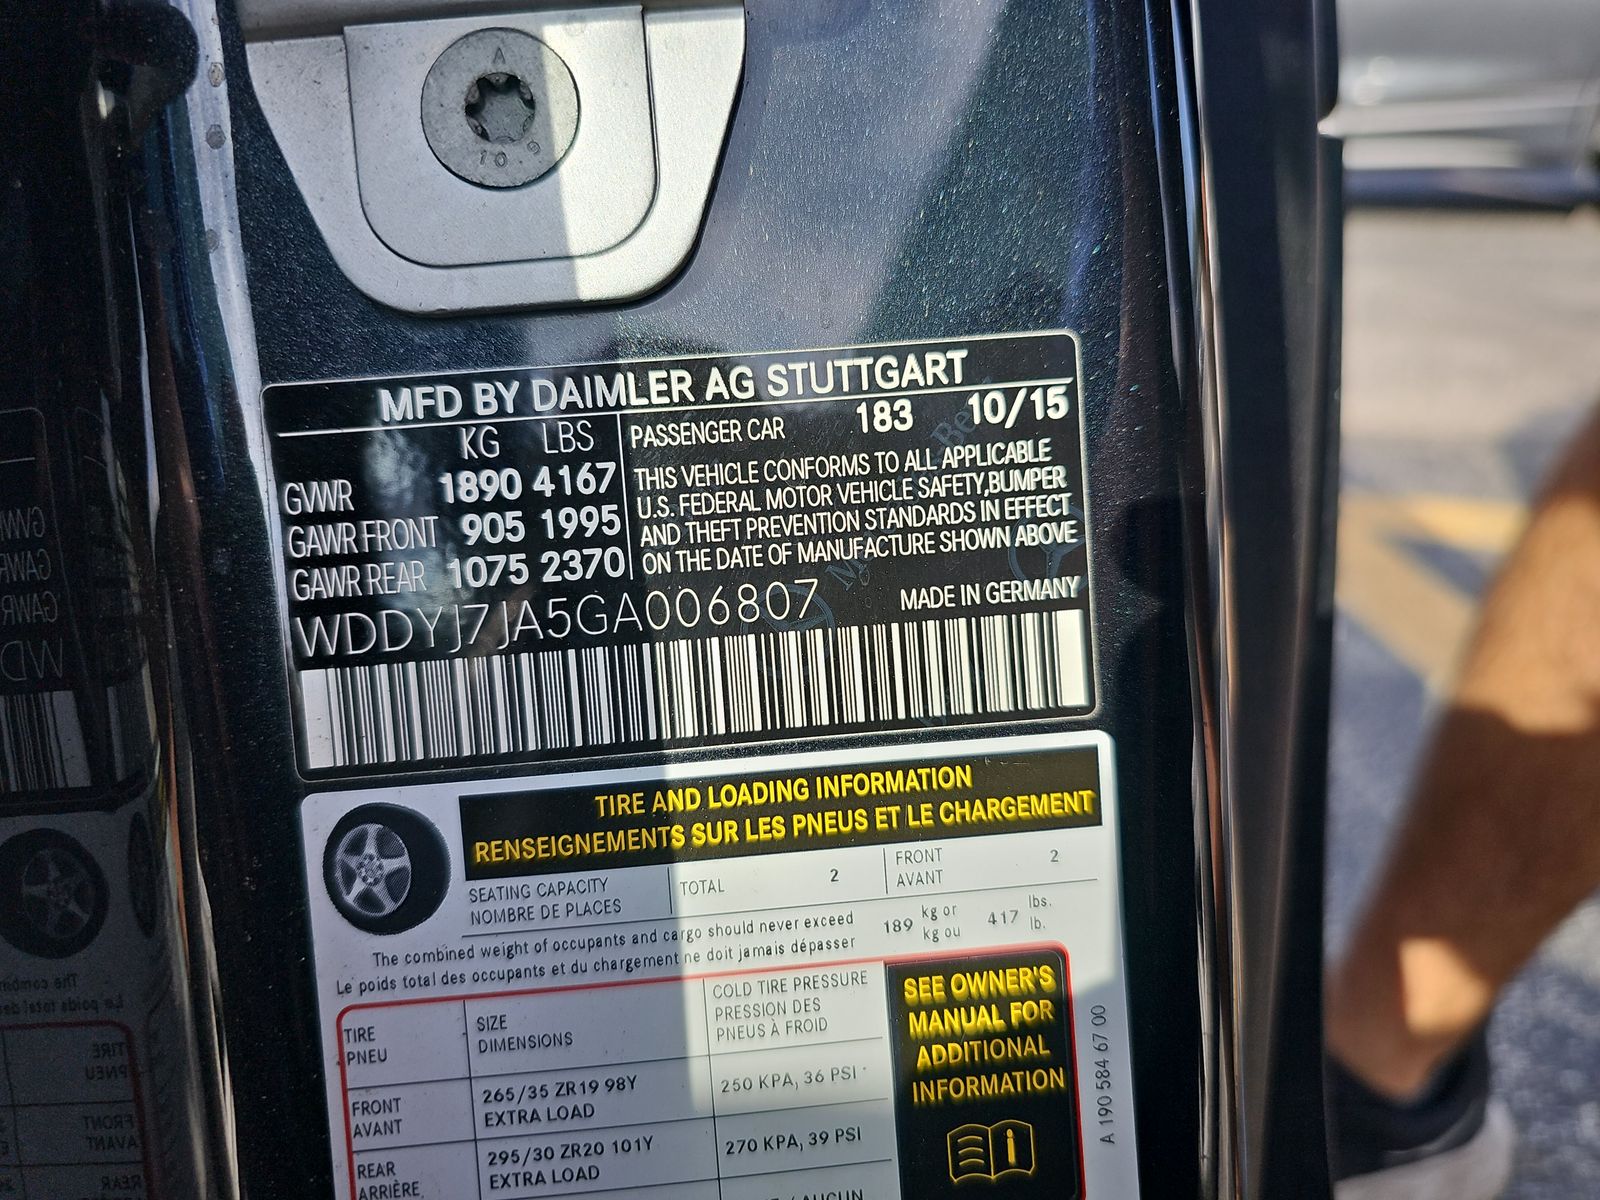 A
10.9
MFD BY DAIMLER AG STUTTGART
KG LBS
GVWR 1890 4167
GAWR FRONT 905 1995
GAWR REAR 1075 2370
PASSENGER CAR 183 10/15
THIS VEHICLE CONFORMS TO ALL APPLICABLE
U.S. FEDERAL MOTOR VEHICLE SAFETY,BUMPER
AND THEFT PREVENTION STANDARDS IN EFFECT
ON THE DATE OF MANUFACTURE SHOWN ABOVE
WDDYJ7JA5GA006807 MADE IN GERMANY
TIRE AND LOADING INFORMATION
RENSEIGNEMENTS SUR LES PNEUS ET LE CHARGEMENT
SEATING CAPACITY
NOMBRE DE PLACES
TOTAL 2
FRONT 2
AVANT
The combined weight of occupants and cargo should never exceed
Le poids total des occupants et du chargement ne doit jamais dépasser
189 kg or 417 lbs.
kg ou lb.
TIRE
PNEU
SIZE
DIMENSIONS
COLD TIRE PRESSURE
PRESSION DES
PNEUS À FROID
FRONT
AVANT
265/35 ZR19 98Y
EXTRA LOAD
250 KPA, 36 PSI
REAR
ARRIÈRE
295/30 ZR20 101Y
EXTRA LOAD
270 KPA, 39 PSI
/ AUCUN
SEE OWNER'S
MANUAL FOR
ADDITIONAL
INFORMATION
A 190 584 67 00